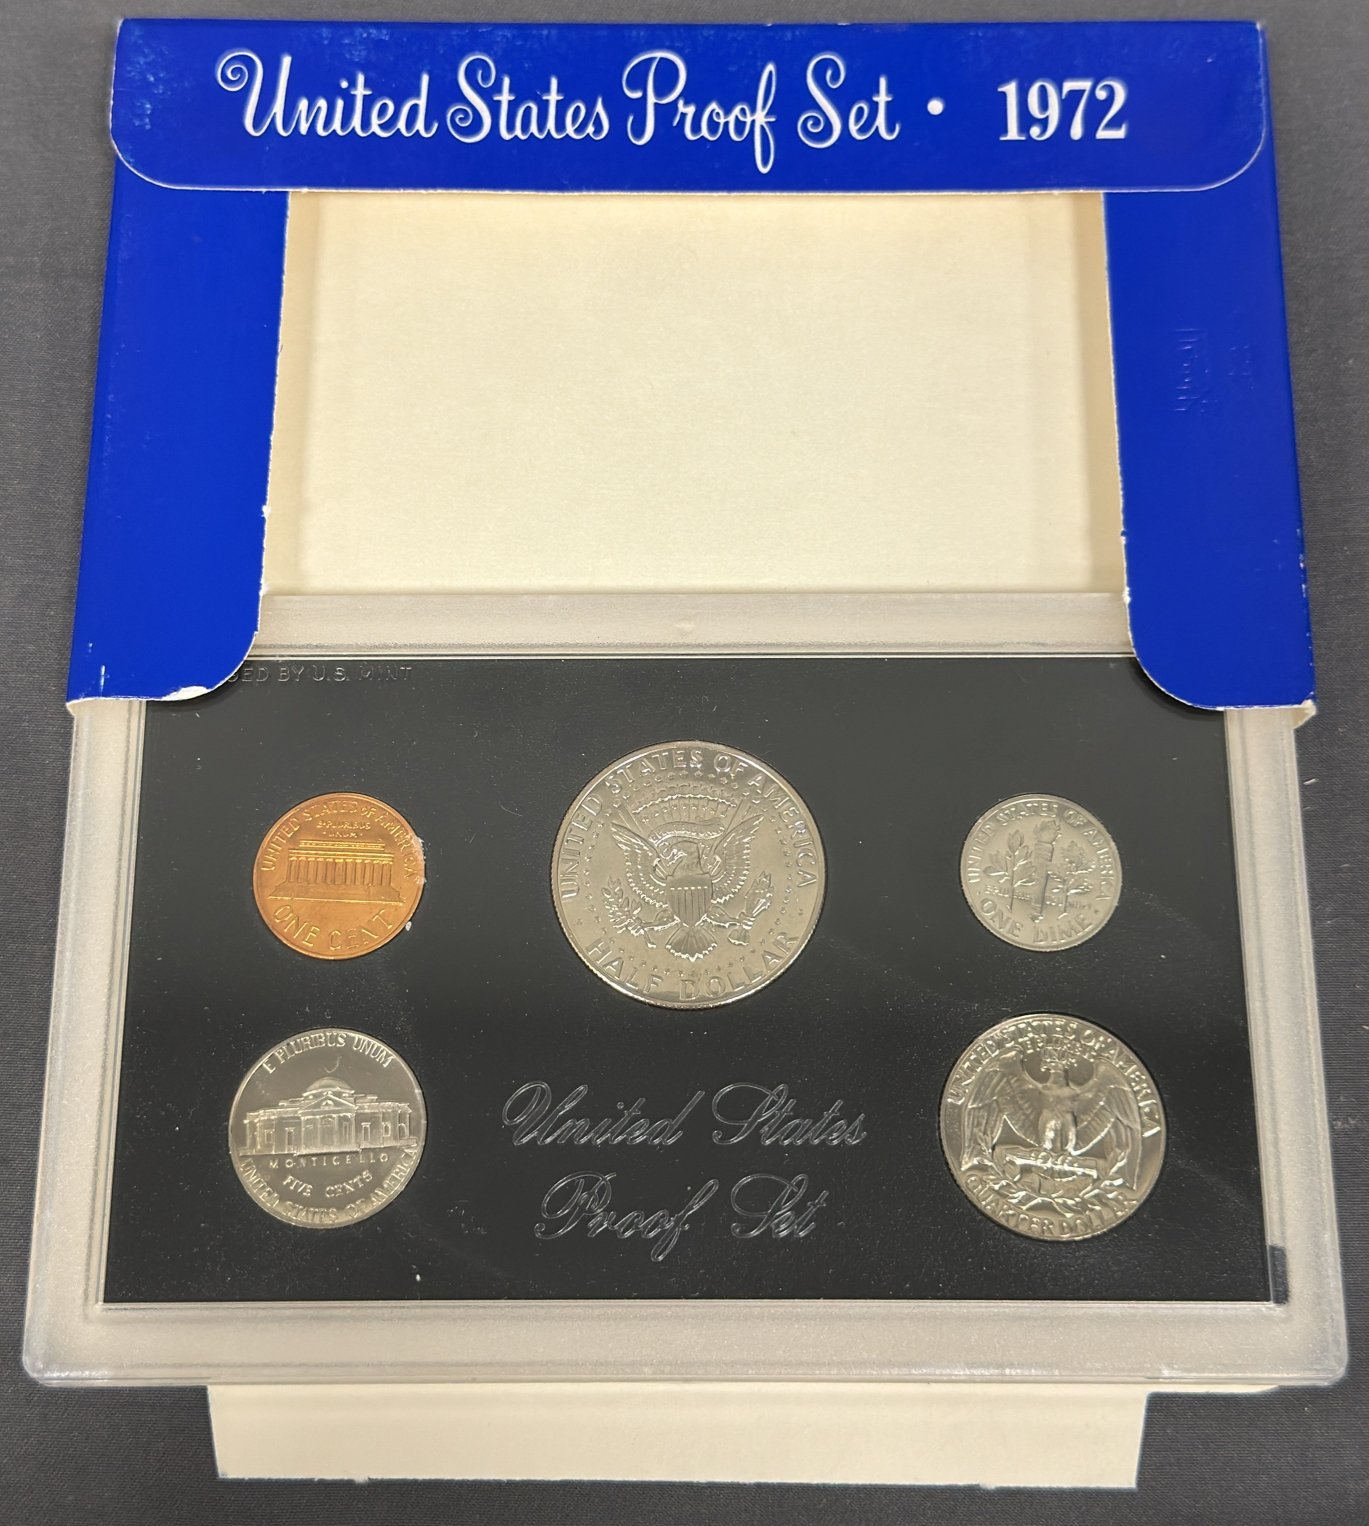 United States Proof Set • 1972
BY U.S. MINT
UNITED STATES OF AMERICA
E PLURIBUS
UNUM
ONE CENT
UNITED STATES OF AMERICA
HALF DOLLAR
UNITED STATES OF AMERICA
ONE DIME
E PLURIBUS UNUM
MONTICELLO
FIVE CENTS
UNITED STATES OF AMERICA
United States
Proof Set
UNITED STATES OF AMERICA
E PLURIBUS
UNUM
QUARTER DOLLAR